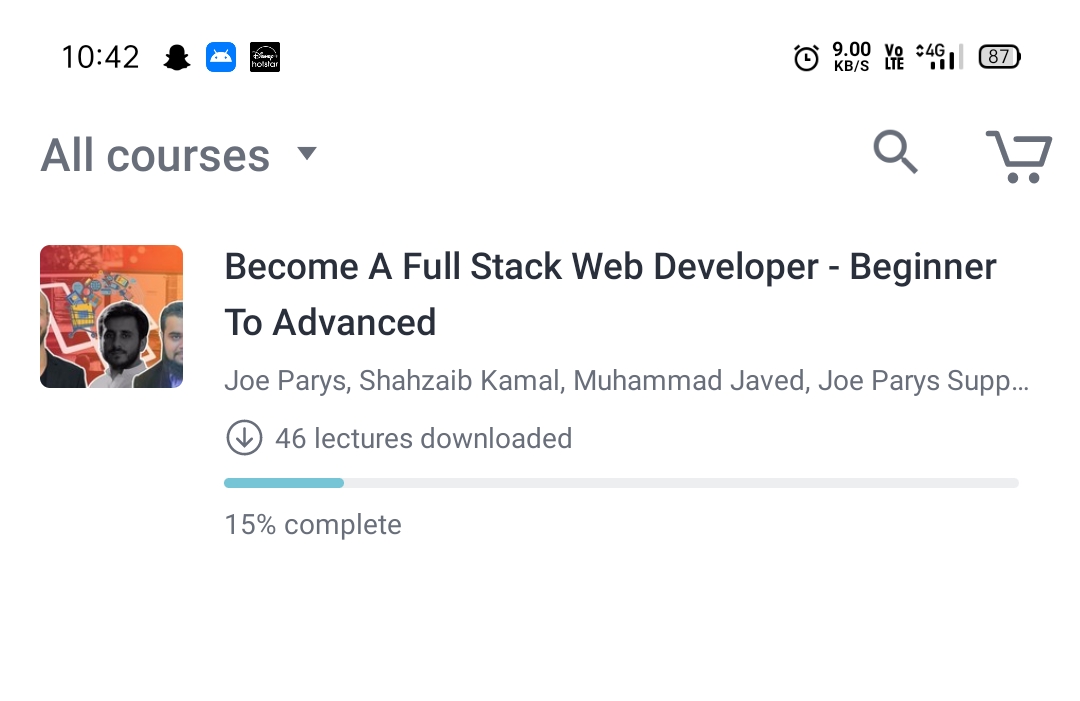 10:42 Disney+ hotstar 9.00 KB/S Vo LTE 4G 87
All courses
Become A Full Stack Web Developer - Beginner
To Advanced
Joe Parys, Shahzaib Kamal, Muhammad Javed, Joe Parys Supp...
46 lectures downloaded
15% complete